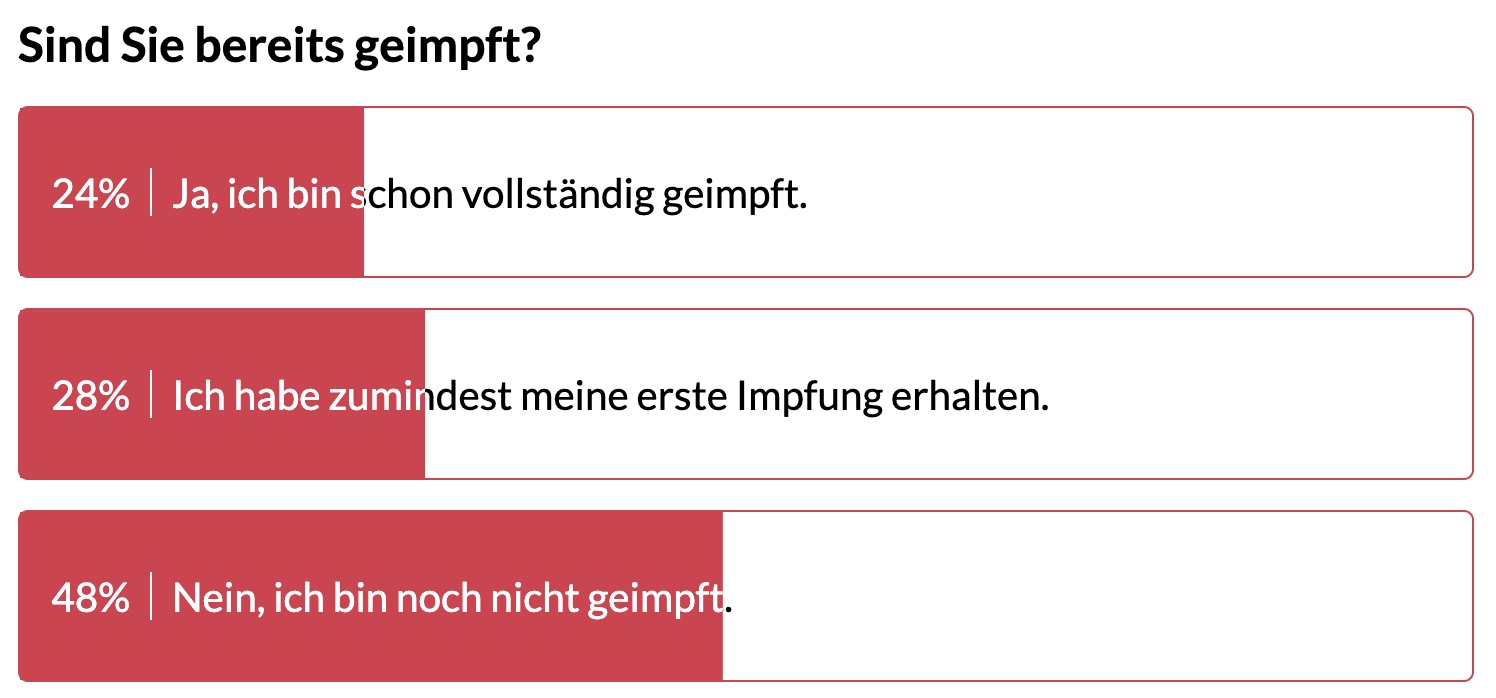 Sind Sie bereits geimpft?
24% | Ja, ich bin schon vollständig geimpft.
28% | Ich habe zumindest meine erste Impfung erhalten.
48% | Nein, ich bin noch nicht geimpft.